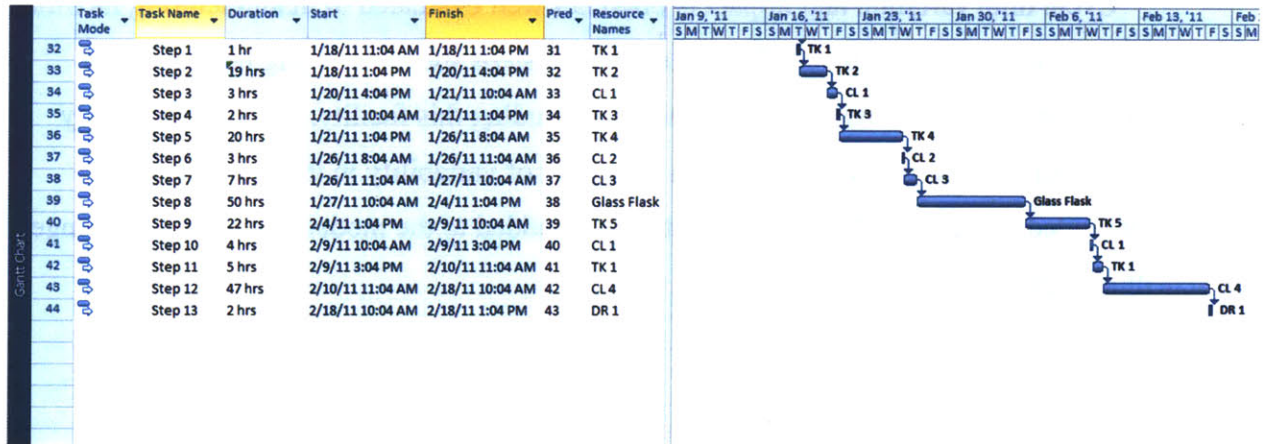 Task Mode Task Name Duration Start Finish Pred Resource Names Jan 9, '11 Jan 16, '11 Jan 23, '11 Jan 30, '11 Feb 6, '11 Feb 13, '11 Feb
S M T W T F S S M T W T F S S M T W T F S S M T W T F S S M T W T F S S M T W T F S S M
32 Step 1 1 hr 1/18/11 11:04 AM 1/18/11 1:04 PM 31 TK 1 TK 1
33 Step 2 19 hrs 1/18/11 1:04 PM 1/20/11 4:04 PM 32 TK 2 TK 2
34 Step 3 3 hrs 1/20/11 4:04 PM 1/21/11 10:04 AM 33 CL 1 CL 1
35 Step 4 2 hrs 1/21/11 10:04 AM 1/21/11 1:04 PM 34 TK 3 TK 3
36 Step 5 20 hrs 1/21/11 1:04 PM 1/26/11 8:04 AM 35 TK 4 TK 4
37 Step 6 3 hrs 1/26/11 8:04 AM 1/26/11 11:04 AM 36 CL 2 CL 2
38 Step 7 7 hrs 1/26/11 11:04 AM 1/27/11 10:04 AM 37 CL 3 CL 3
39 Step 8 50 hrs 1/27/11 10:04 AM 2/4/11 1:04 PM 38 Glass Flask Glass Flask
40 Step 9 22 hrs 2/4/11 1:04 PM 2/9/11 10:04 AM 39 TK 5 TK 5
41 Step 10 4 hrs 2/9/11 10:04 AM 2/9/11 3:04 PM 40 CL 1 CL 1
42 Step 11 5 hrs 2/9/11 3:04 PM 2/10/11 11:04 AM 41 TK 1 TK 1
43 Step 12 47 hrs 2/10/11 11:04 AM 2/18/11 10:04 AM 42 CL 4 CL 4
44 Step 13 2 hrs 2/18/11 10:04 AM 2/18/11 1:04 PM 43 DR 1 DR 1
Gantt Chart